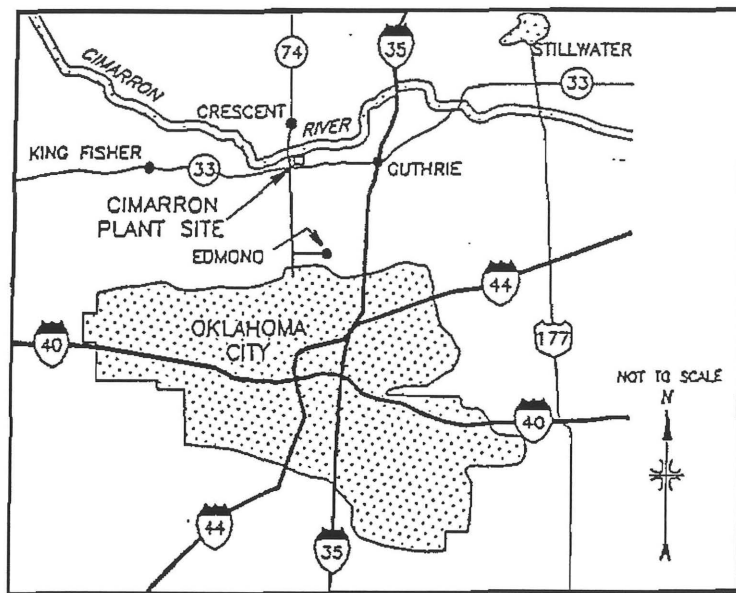 74
35
STILLWATER
33
CIMARRON
CRESCENT
RIVER
KING FISHER
33
GUTHRIE
CIMARRON
PLANT SITE
EDMOND
44
OKLAHOMA
CITY
40
177
NOT TO SCALE
N
40
44
35